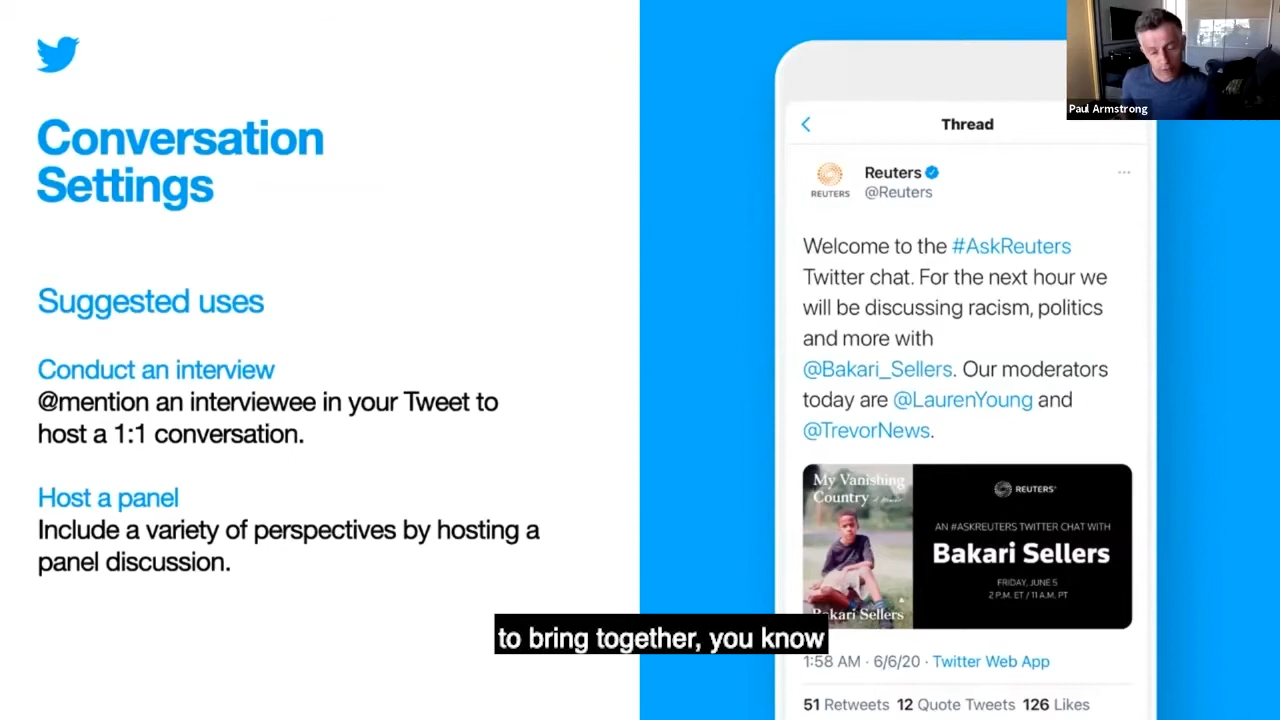 Conversation
Settings
Suggested uses
Conduct an interview
@mention an interviewee in your Tweet to
host a 1:1 conversation.
Host a panel
Include a variety of perspectives by hosting a
panel discussion.
Paul Armstrong
Thread
REUTERS
Reuters
@Reuters
Welcome to the #AskReuters
Twitter chat. For the next hour we
will be discussing racism, politics
and more with
@Bakari_Sellers. Our moderators
today are @LaurenYoung and
@TrevorNews.
My Vanishing
Country
Bakari Sellers
REUTERS
AN #ASKREUTERS TWITTER CHAT WITH
Bakari Sellers
FRIDAY, JUNE 5
2 P.M. ET / 11 A.M. PT
to bring together, you know
1:58 AM · 6/6/20 · Twitter Web App
51 Retweets 12 Quote Tweets 126 Likes